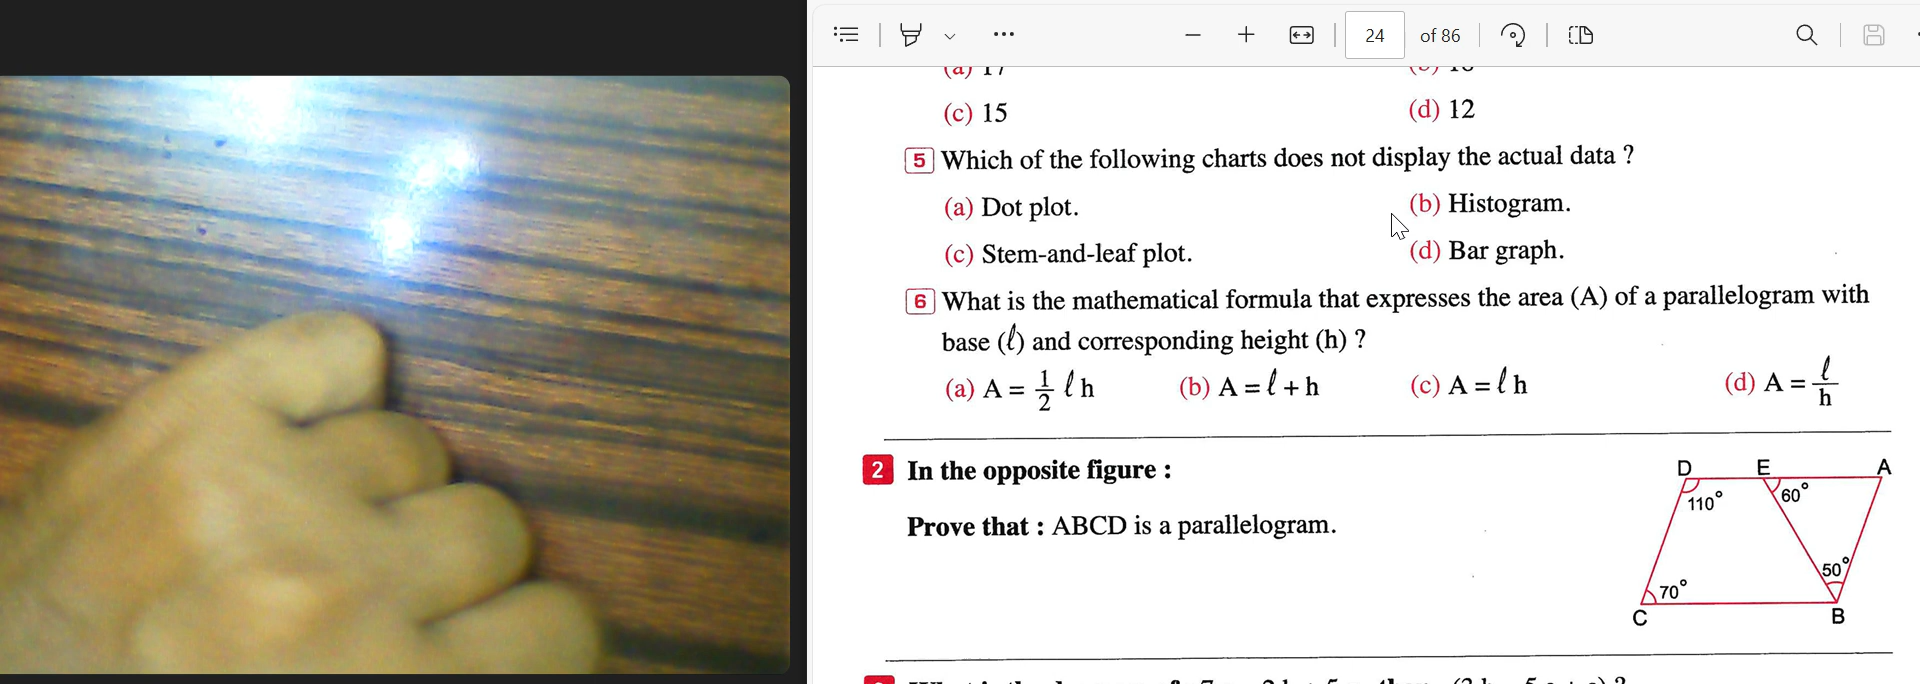 24 of 86
(c) 15 (d) 12
5 Which of the following charts does not display the actual data ?
(a) Dot plot. (b) Histogram.
(c) Stem-and-leaf plot. (d) Bar graph.
6 What is the mathematical formula that expresses the area (A) of a parallelogram with
base (ℓ) and corresponding height (h) ?
(a) A = 1/2 ℓ h (b) A = ℓ + h (c) A = ℓ h (d) A = ℓ/h
2 In the opposite figure :
Prove that : ABCD is a parallelogram.
D E A
110° 60°
50°
70°
C B